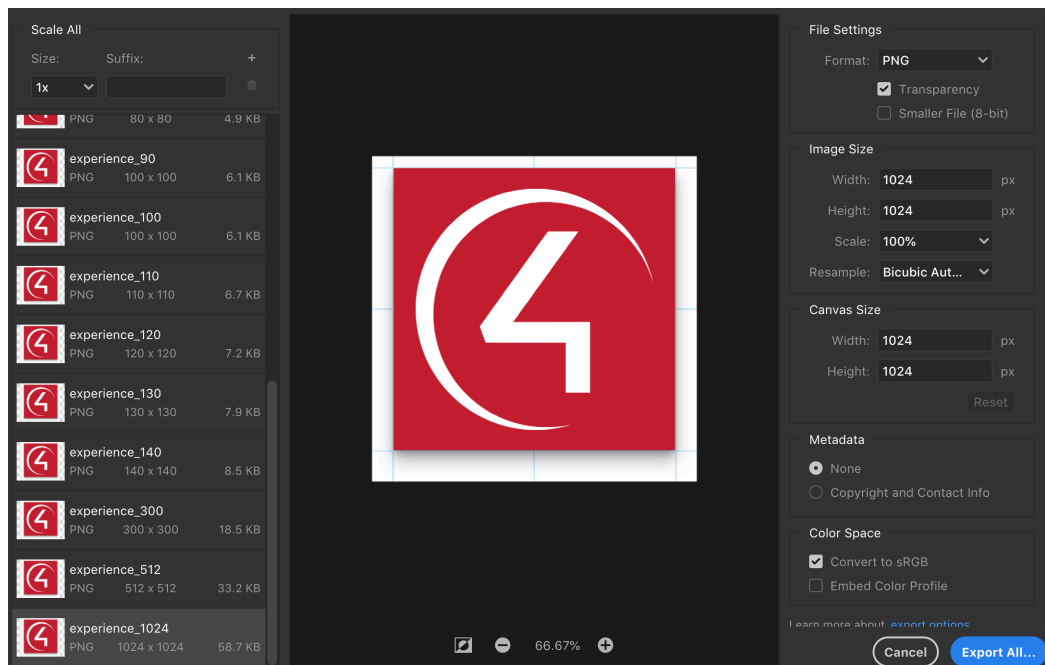 Scale All
Size: Suffix: +
1x
PNG 80 x 80 4.9 KB
experience_90
PNG 100 x 100 6.1 KB
experience_100
PNG 100 x 100 6.1 KB
experience_110
PNG 110 x 110 6.7 KB
experience_120
PNG 120 x 120 7.2 KB
experience_130
PNG 130 x 130 7.9 KB
experience_140
PNG 140 x 140 8.5 KB
experience_300
PNG 300 x 300 18.5 KB
experience_512
PNG 512 x 512 33.2 KB
experience_1024
PNG 1024 x 1024 58.7 KB
4
66.67%
File Settings
Format: PNG
Transparency
Smaller File (8-bit)
Image Size
Width: 1024 px
Height: 1024 px
Scale: 100%
Resample: Bicubic Aut...
Canvas Size
Width: 1024 px
Height: 1024 px
Reset
Metadata
None
Copyright and Contact Info
Color Space
Convert to sRGB
Embed Color Profile
Learn more about export options
Cancel Export All...